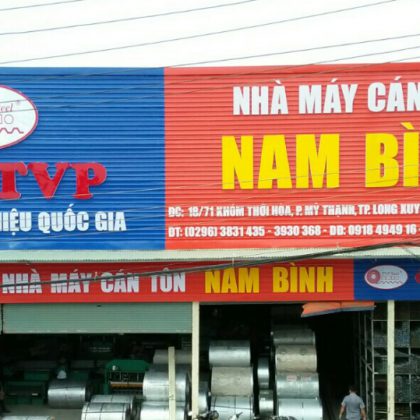 TVP
HIỆU QUỐC GIA
NHÀ MÁY CÁN
NAM BÌ
ĐC: 18/71 KHÓM THỚI HÒA, P. MỸ THẠNH, TP. LONG XUY
ĐT: (0296) 3831 435 - 3930 368 - DĐ: 0918 4949 16 -
NHÀ MÁY CÁN TÔN NAM BÌNH